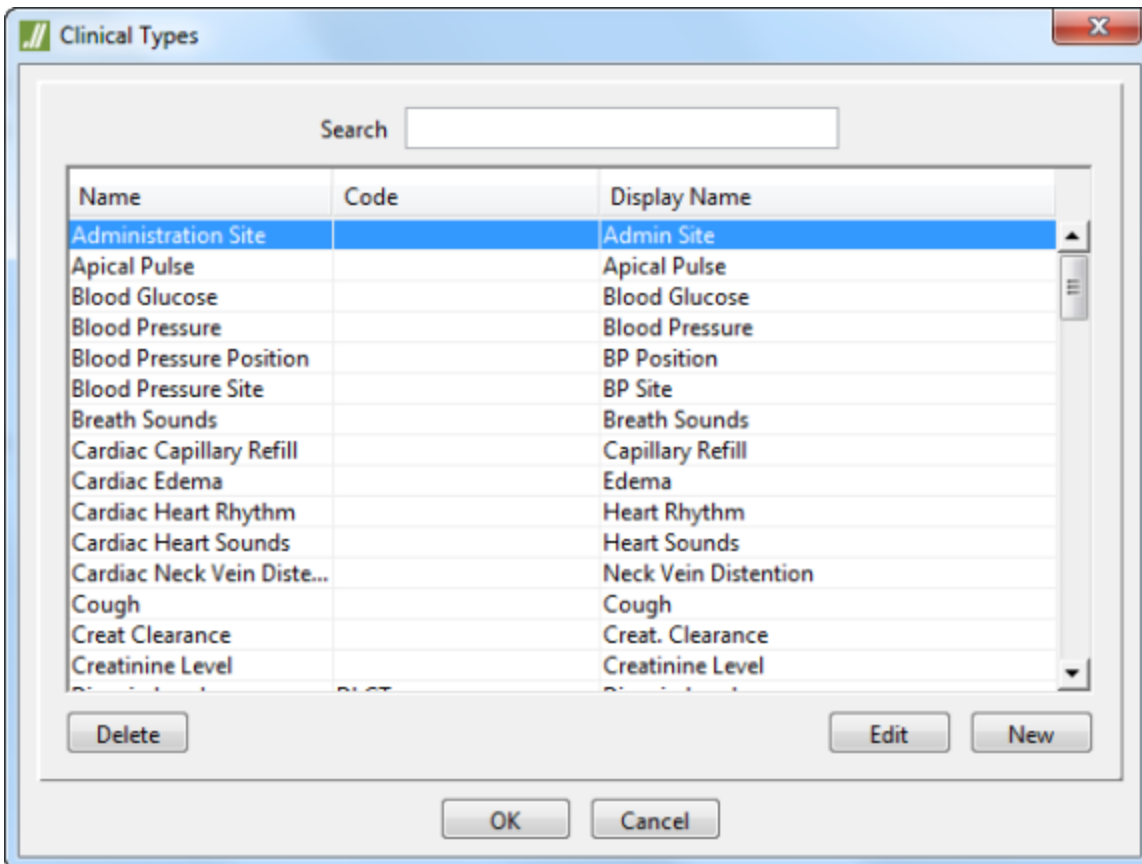 Clinical Types
Search
Name Code Display Name
Administration Site Admin Site
Apical Pulse Apical Pulse
Blood Glucose Blood Glucose
Blood Pressure Blood Pressure
Blood Pressure Position BP Position
Blood Pressure Site BP Site
Breath Sounds Breath Sounds
Cardiac Capillary Refill Capillary Refill
Cardiac Edema Edema
Cardiac Heart Rhythm Heart Rhythm
Cardiac Heart Sounds Heart Sounds
Cardiac Neck Vein Diste... Neck Vein Distention
Cough Cough
Creat Clearance Creat. Clearance
Creatinine Level Creatinine Level
Delete Edit New
OK Cancel